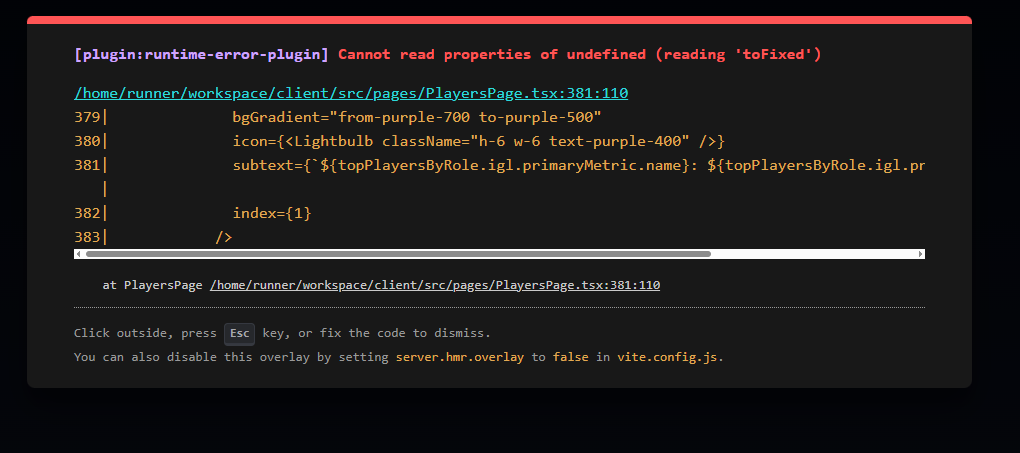 [plugin:runtime-error-plugin] Cannot read properties of undefined (reading 'toFixed')
/home/runner/workspace/client/src/pages/PlayersPage.tsx:381:110
379|               bgGradient="from-purple-700 to-purple-500"
380|               icon={<Lightbulb className="h-6 w-6 text-purple-400" />}
381|               subtext={`${topPlayersByRole.igl.primaryMetric.name}: ${topPlayersByRole.igl.pr
|
382|               index={1}
383|             />
at PlayersPage /home/runner/workspace/client/src/pages/PlayersPage.tsx:381:110
Click outside, press Esc key, or fix the code to dismiss.
You can also disable this overlay by setting server.hmr.overlay to false in vite.config.js.